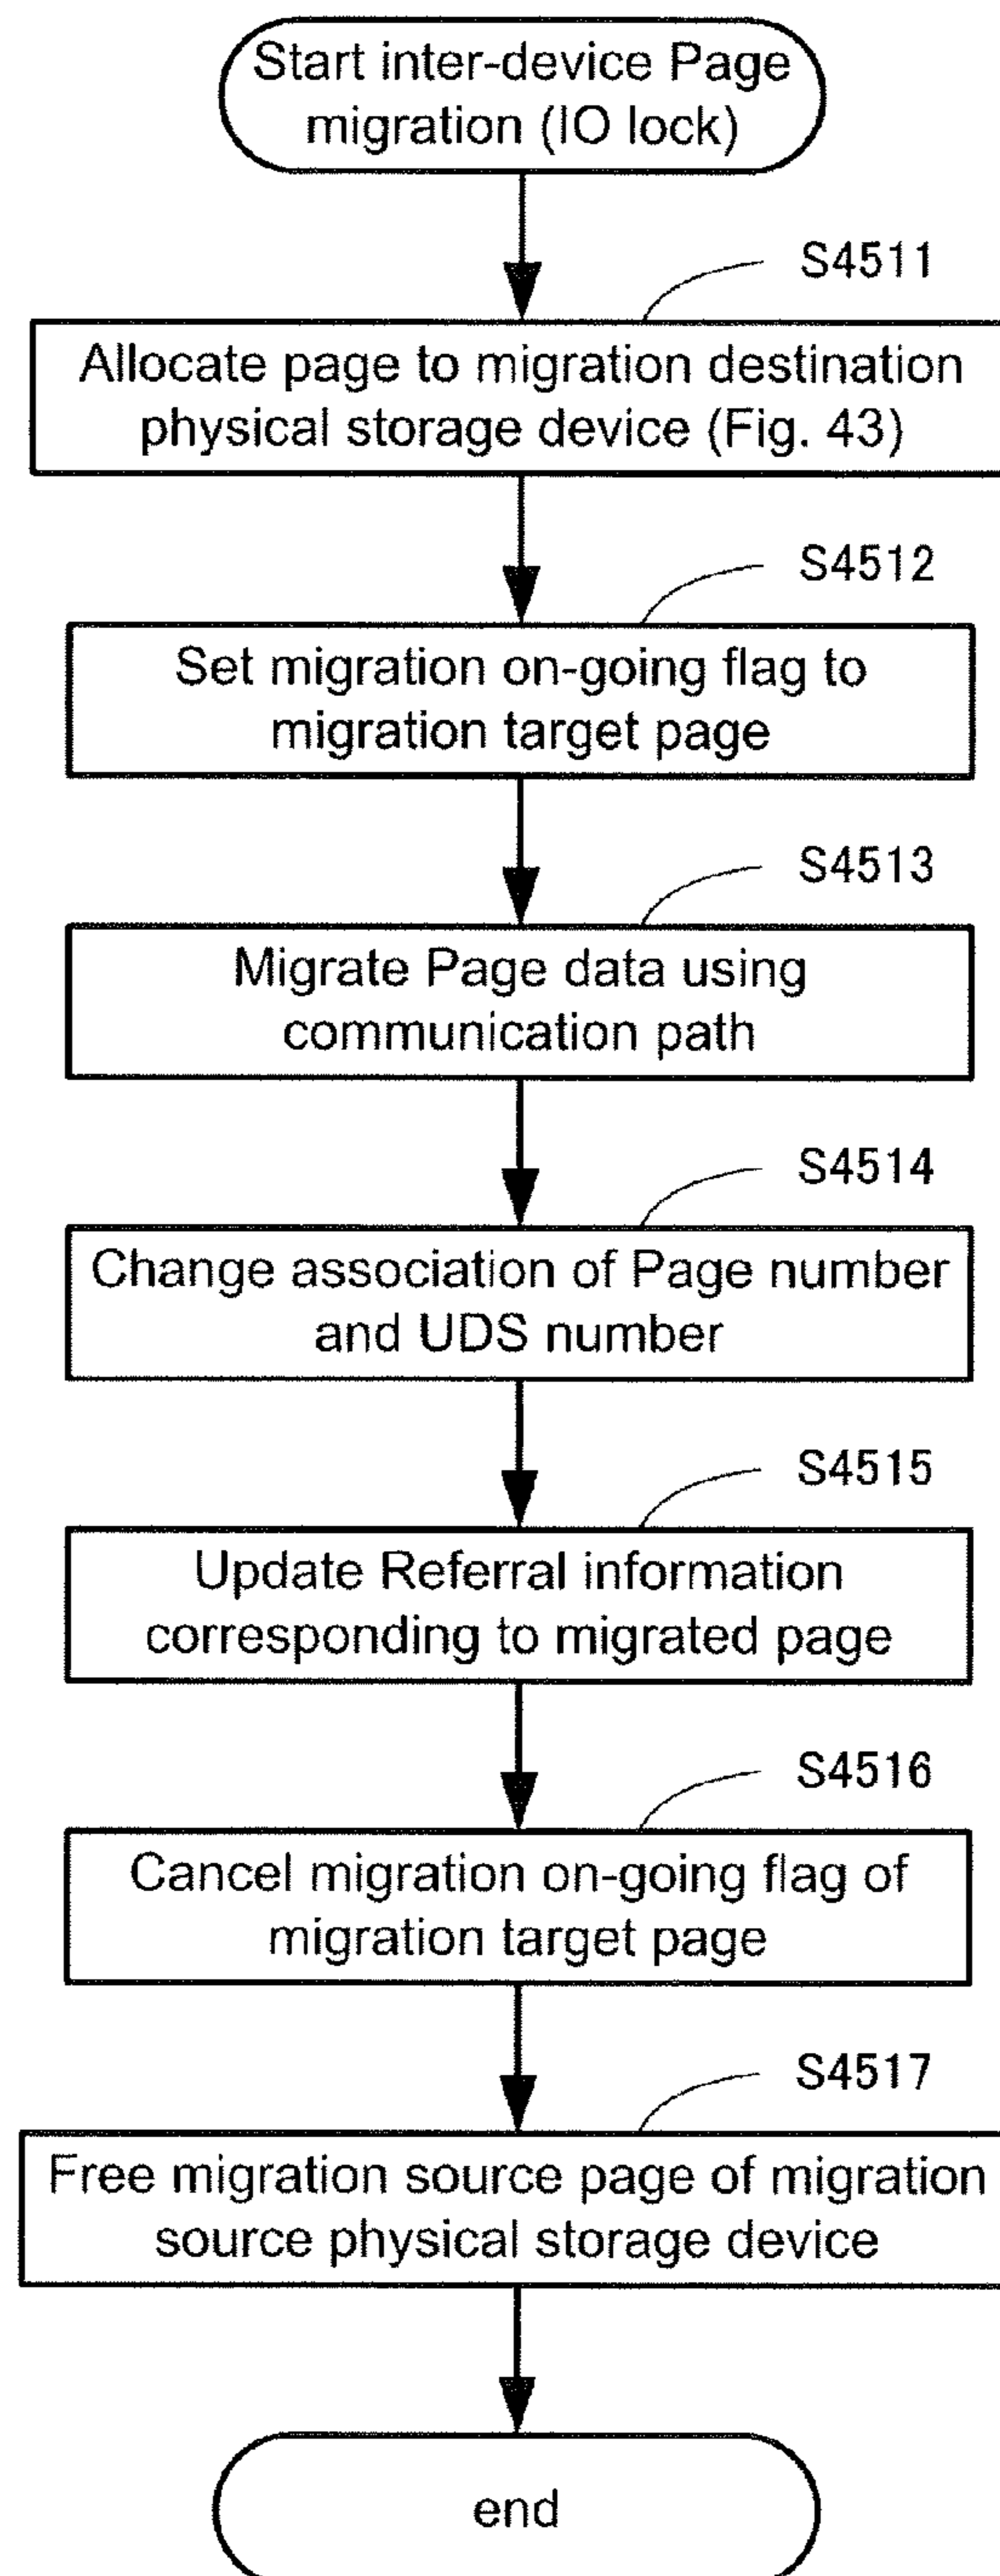 Start inter-device Page
migration (IO lock)
S4511
Allocate page to migration destination
physical storage device (Fig. 43)
S4512
Set migration on-going flag to
migration target page
S4513
Migrate Page data using
communication path
S4514
Change association of Page number
and UDS number
S4515
Update Referral information
corresponding to migrated page
S4516
Cancel migration on-going flag of
migration target page
S4517
Free migration source page of migration
source physical storage device
end